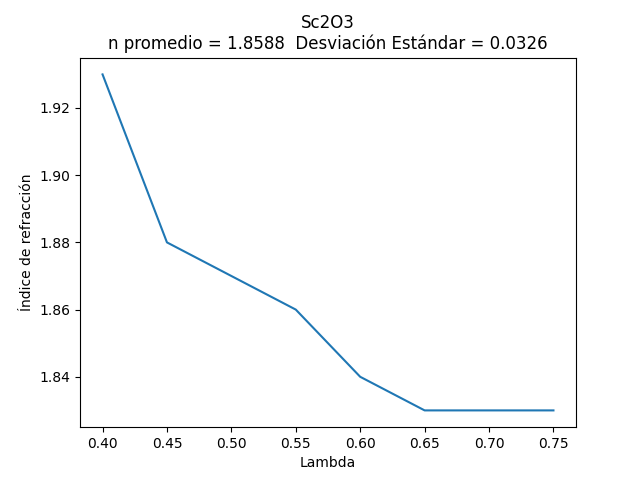 Sc2O3
n promedio = 1.8588 Desviación Estándar = 0.0326
1.92
1.90
1.88
1.86
1.84
Índice de refracción
0.40 0.45 0.50 0.55 0.60 0.65 0.70 0.75
Lambda